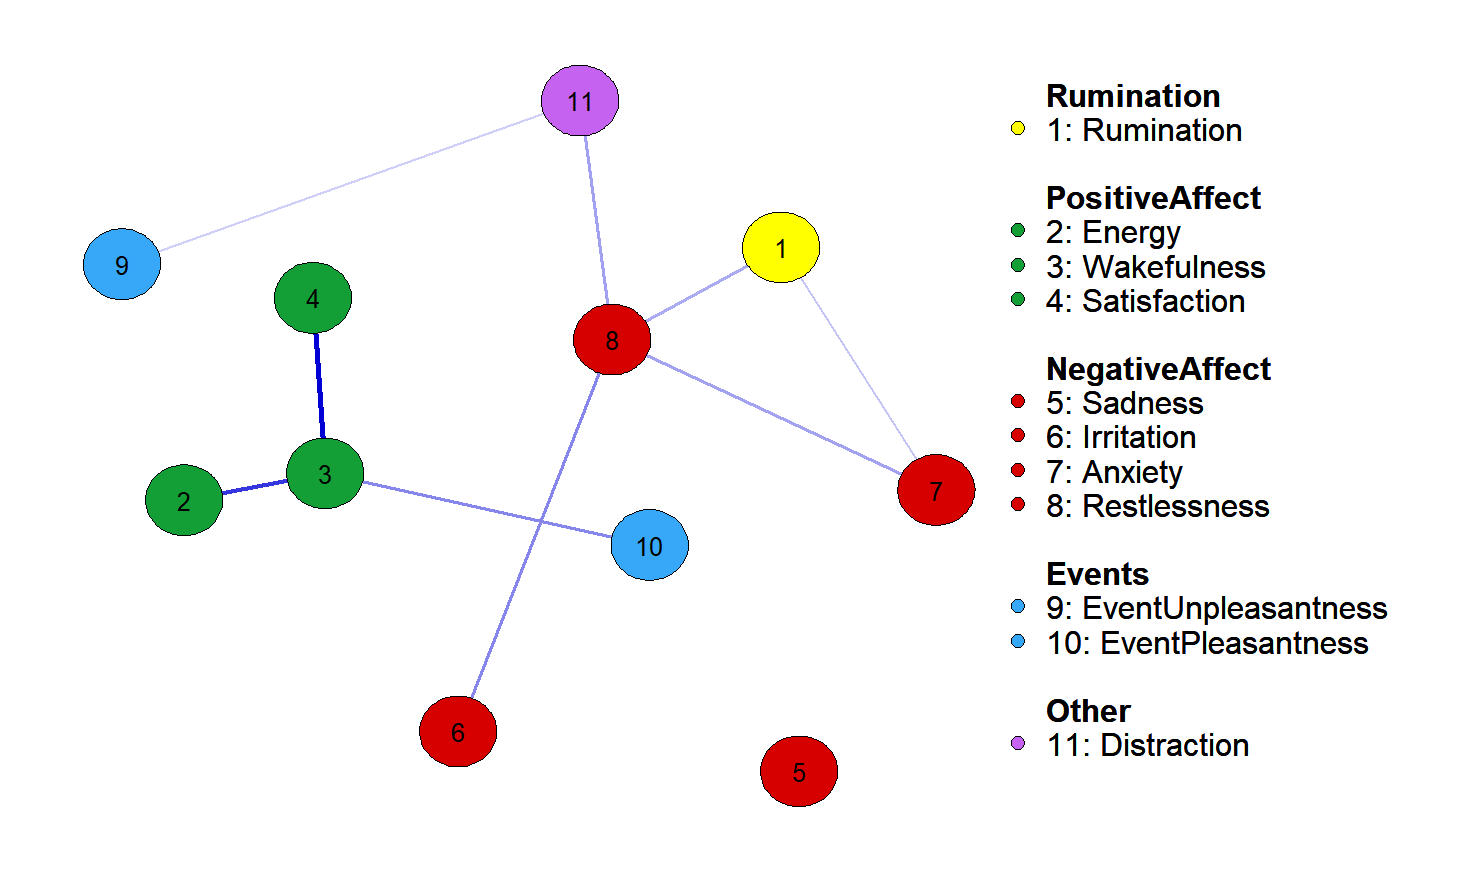 11
1
9
4
8
3
2
7
10
6
5
Rumination
1: Rumination
PositiveAffect
2: Energy
3: Wakefulness
4: Satisfaction
NegativeAffect
5: Sadness
6: Irritation
7: Anxiety
8: Restlessness
Events
9: EventUnpleasantness
10: EventPleasantness
Other
11: Distraction